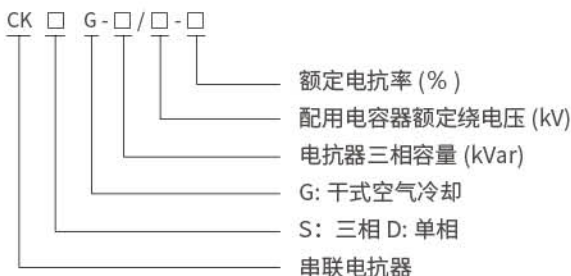 CK □ G-□/□-□
额定电抗率 (%)
配用电容器额定绕电压 (kV)
电抗器三相容量 (kVar)
G: 干式空气冷却
S：三相 D: 单相
串联电抗器